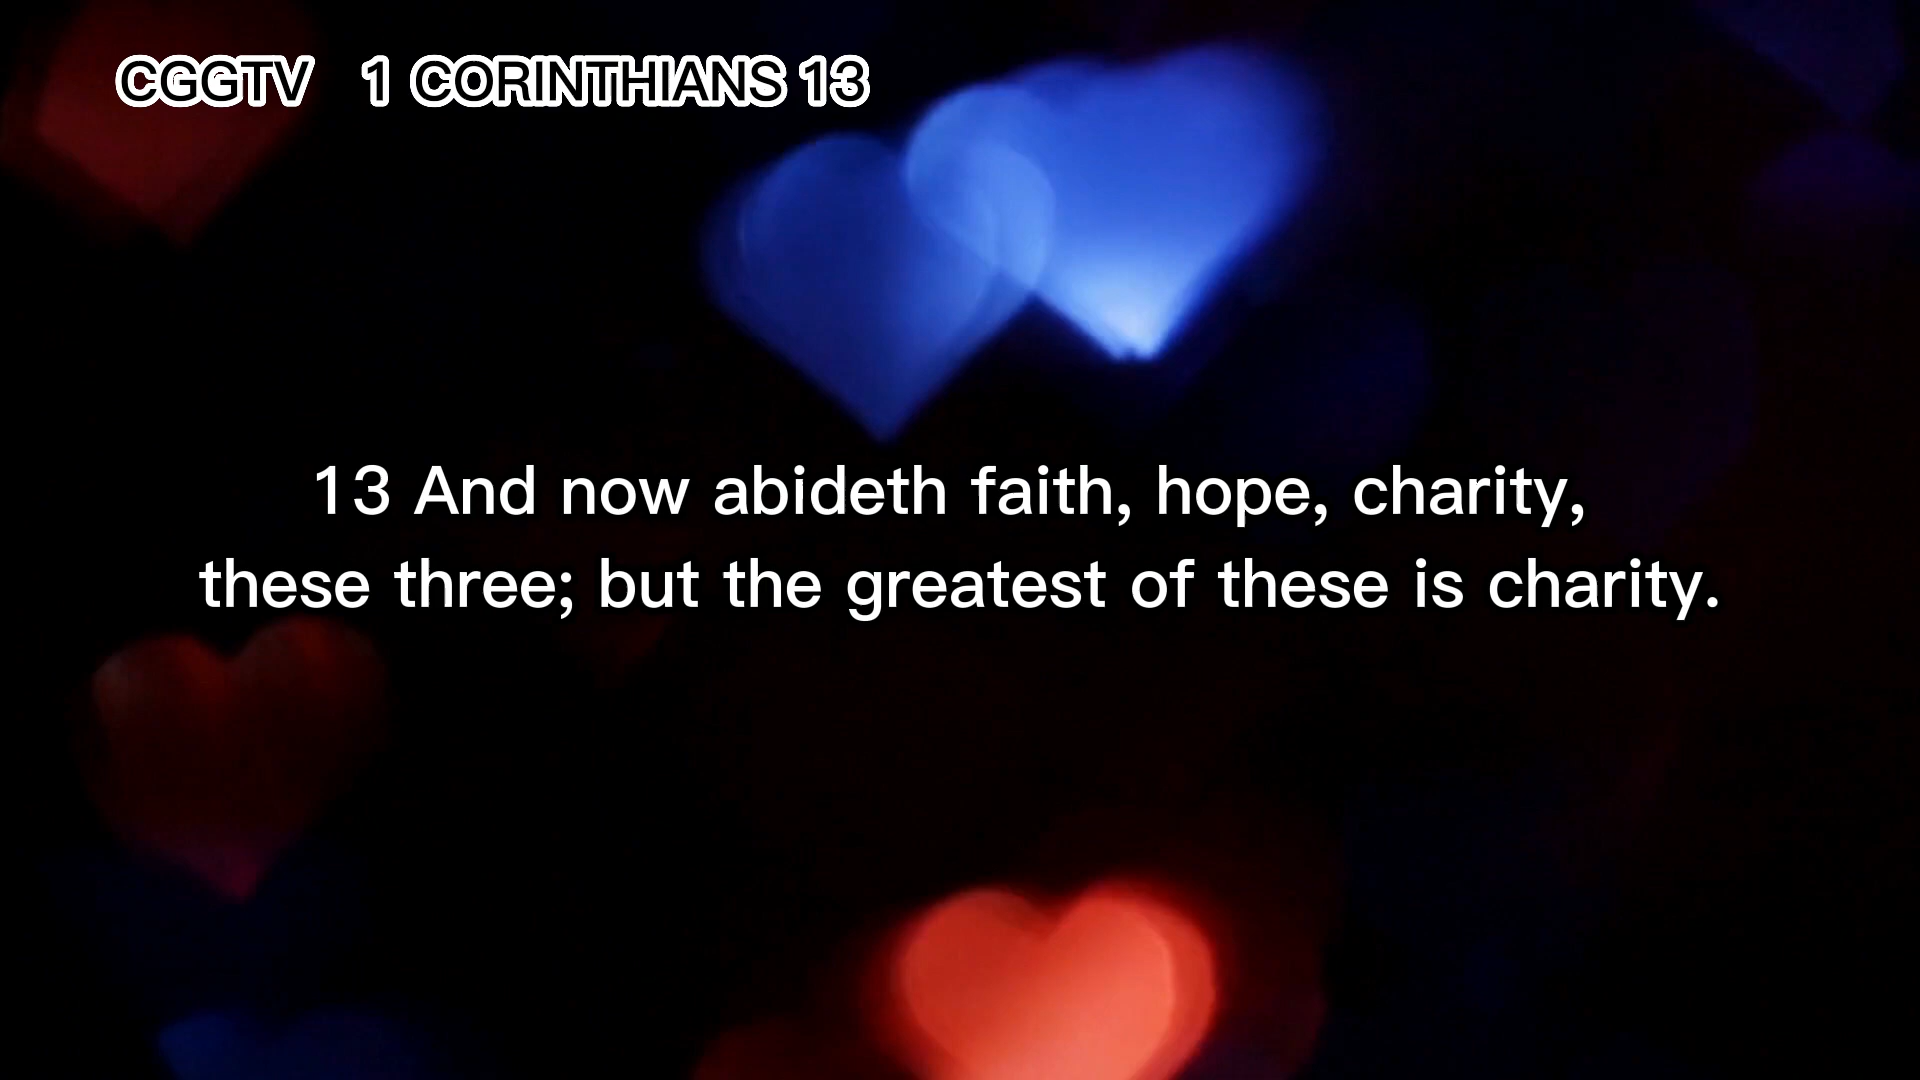 CGGTV 1 CORINTHIANS 13
13 And now abideth faith, hope, charity,
these three; but the greatest of these is charity.